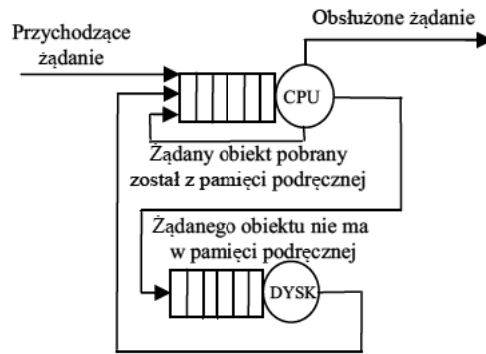 Obsłużone żądanie
Przychodzące
żądanie
CPU
Żądany obiekt pobrany
został z pamięci podręcznej
Żądanego obiektu nie ma
w pamięci podręcznej
DYSK